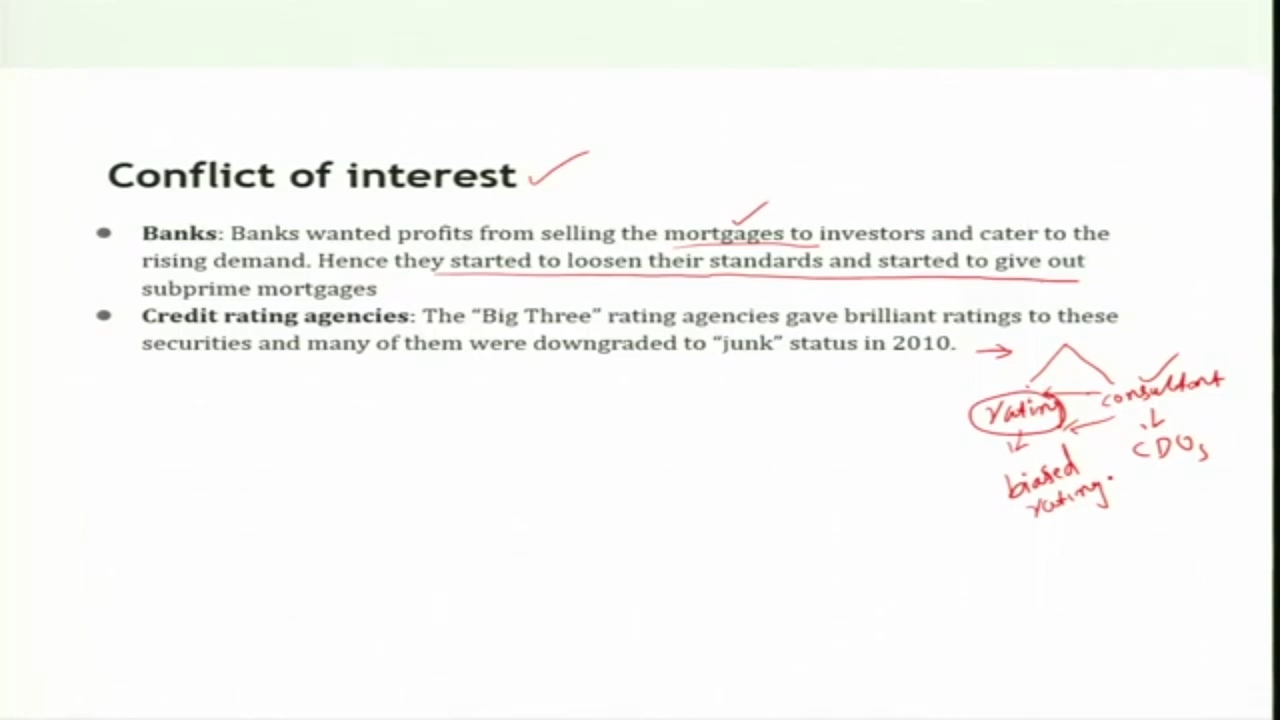 Conflict of interest
● Banks: Banks wanted profits from selling the mortgages to investors and cater to the
rising demand. Hence they started to loosen their standards and started to give out
subprime mortgages
● Credit rating agencies: The “Big Three” rating agencies gave brilliant ratings to these
securities and many of them were downgraded to “junk” status in 2010.
rating consultant
CDOs
biased
rating.